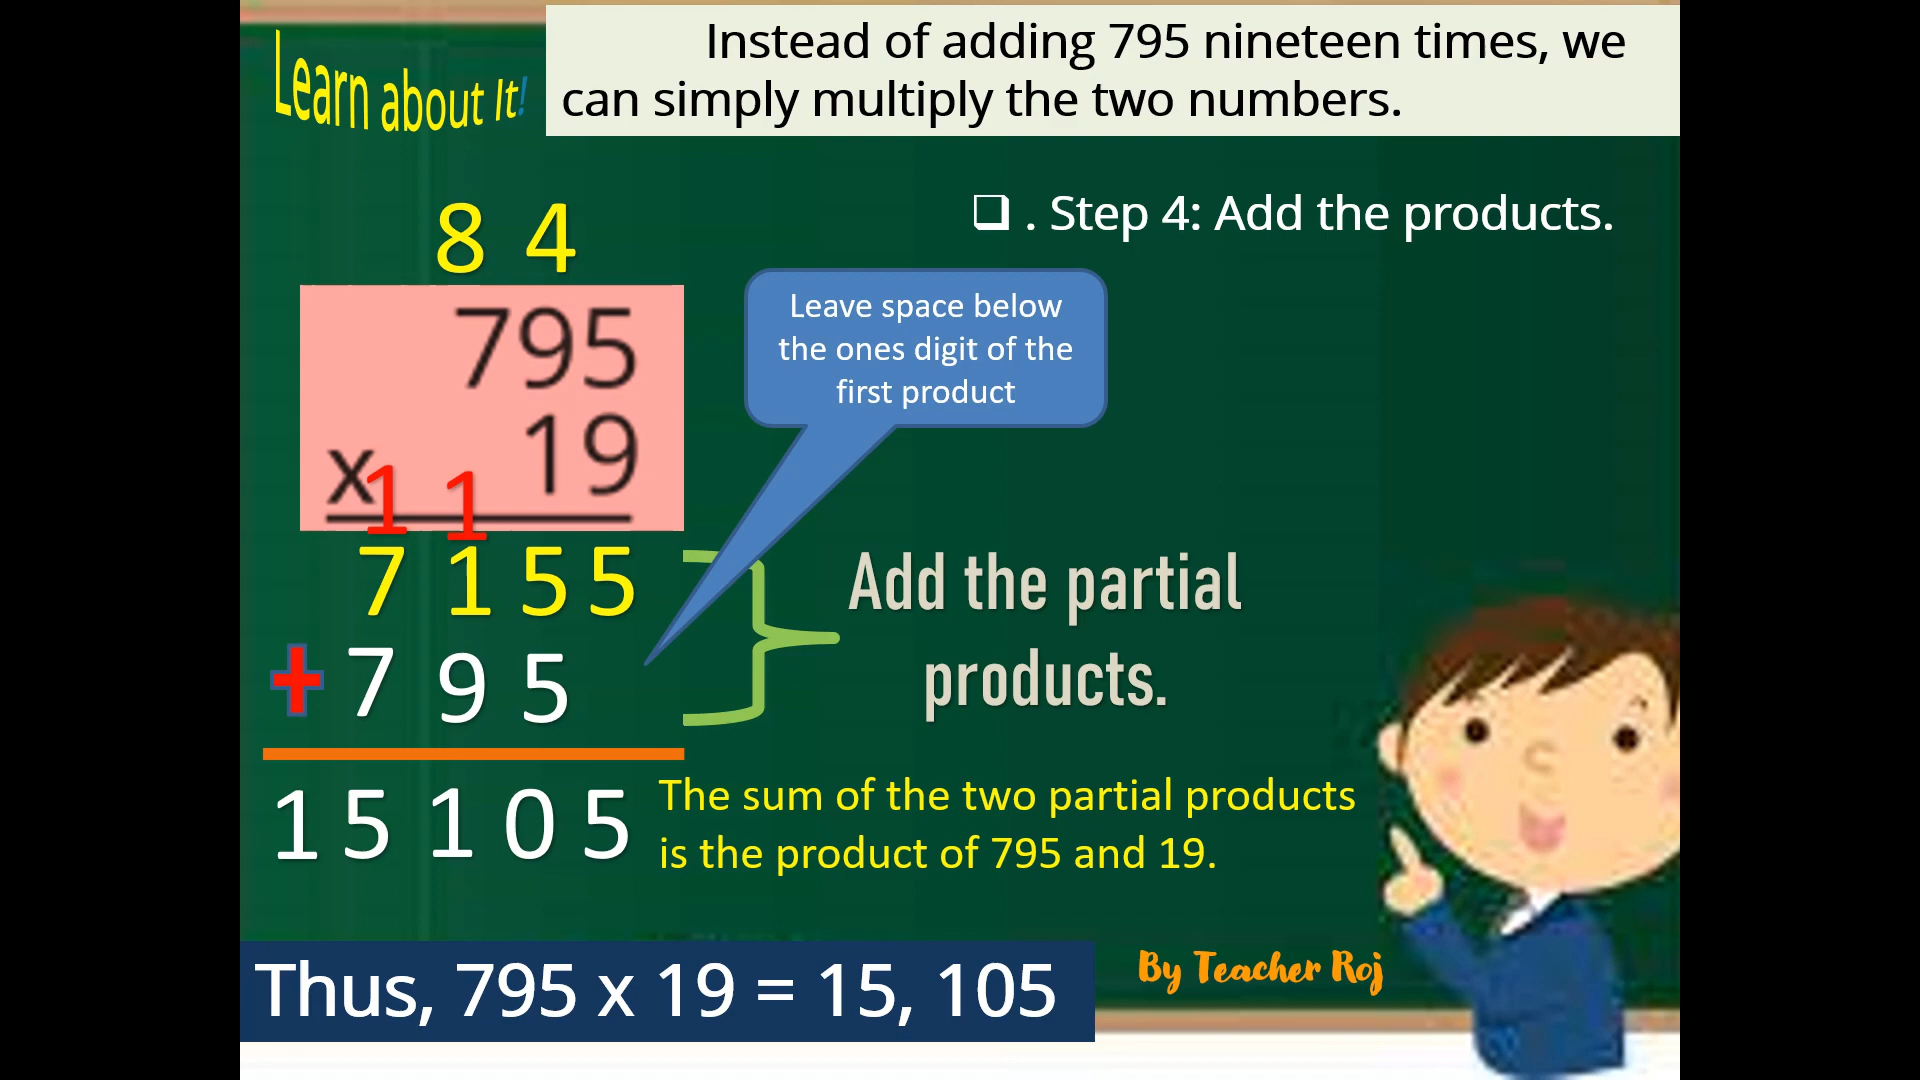 Learn about It!
Instead of adding 795 nineteen times, we
can simply multiply the two numbers.
❑ . Step 4: Add the products.
8 4
795
x 19
1 1
7 1 5 5
+ 7 9 5
1 5 1 0 5
Leave space below
the ones digit of the
first product
Add the partial
products.
The sum of the two partial products
is the product of 795 and 19.
Thus, 795 x 19 = 15, 105
By Teacher Roj